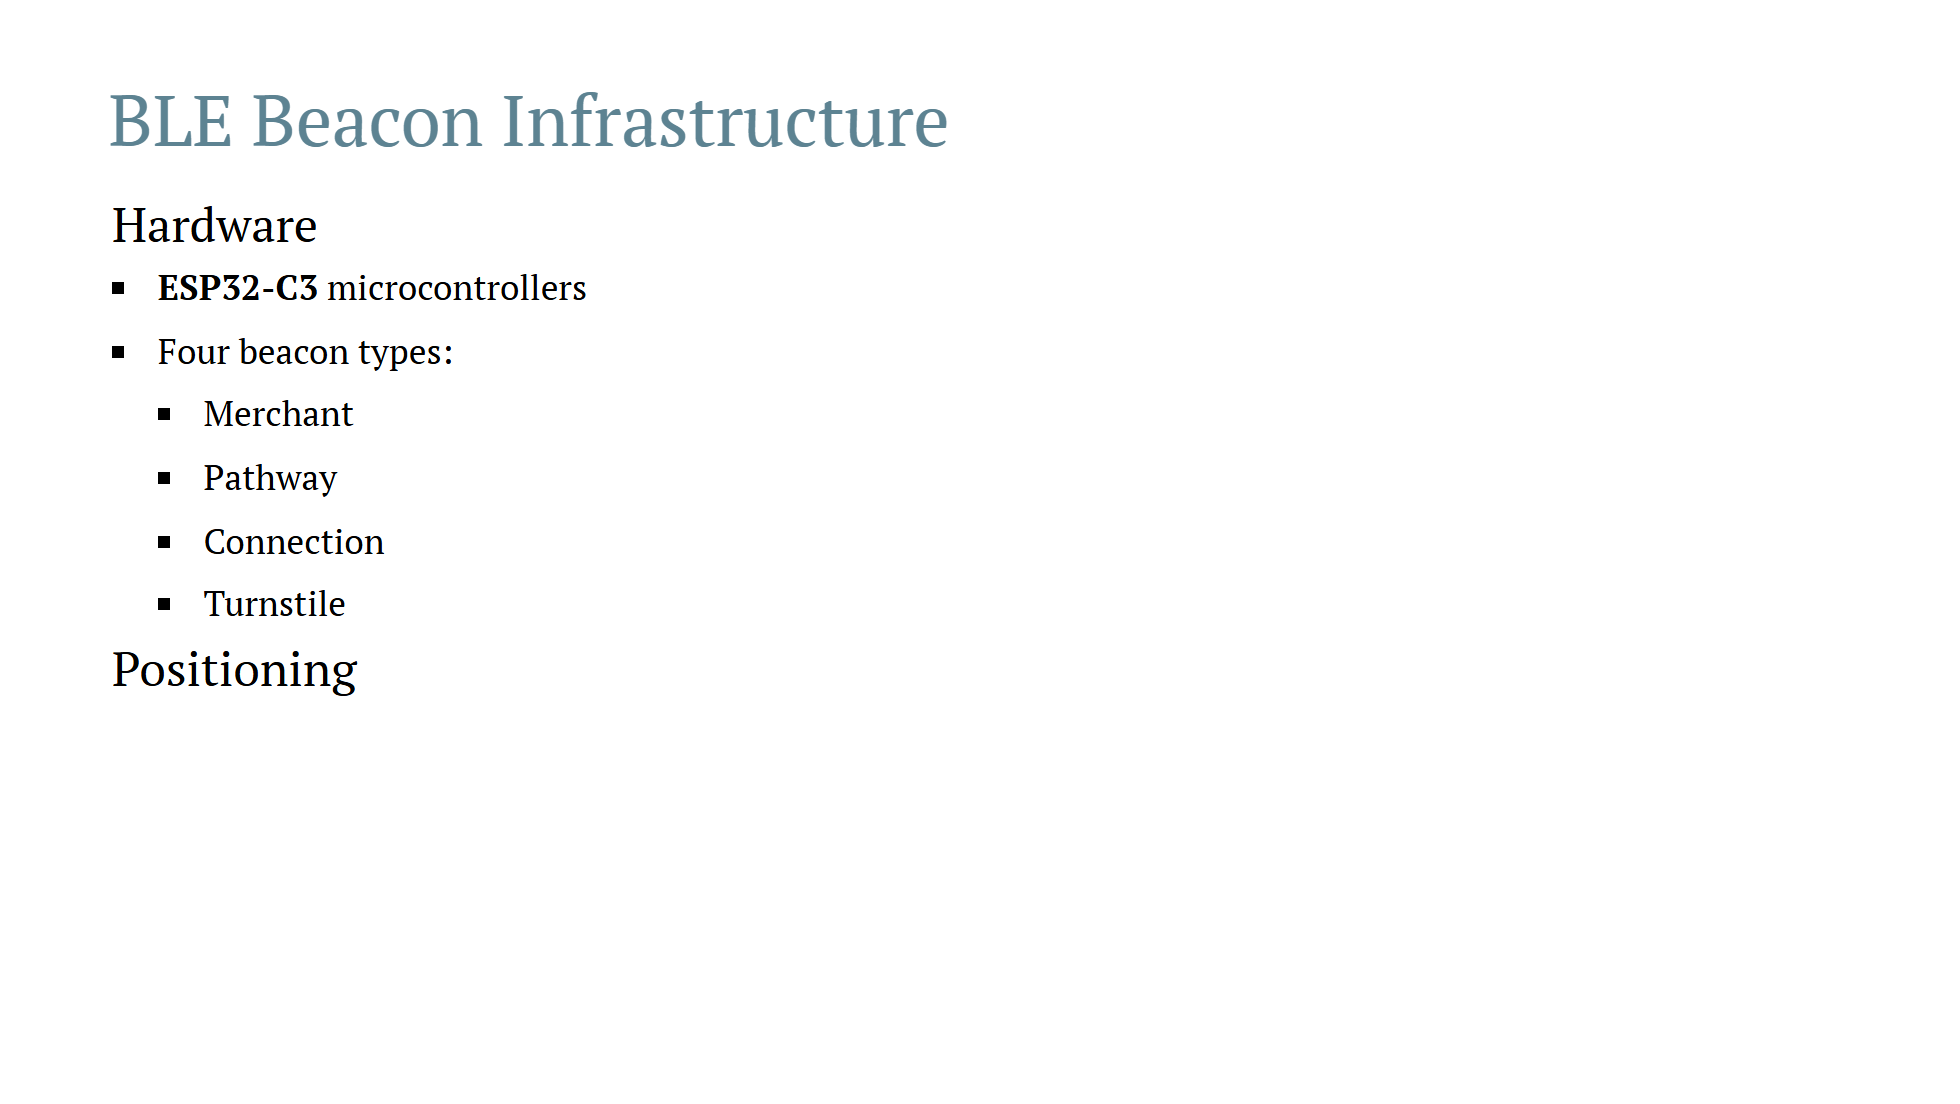 BLE Beacon Infrastructure
Hardware
▪ ESP32-C3 microcontrollers
▪ Four beacon types:
▪ Merchant
▪ Pathway
▪ Connection
▪ Turnstile
Positioning